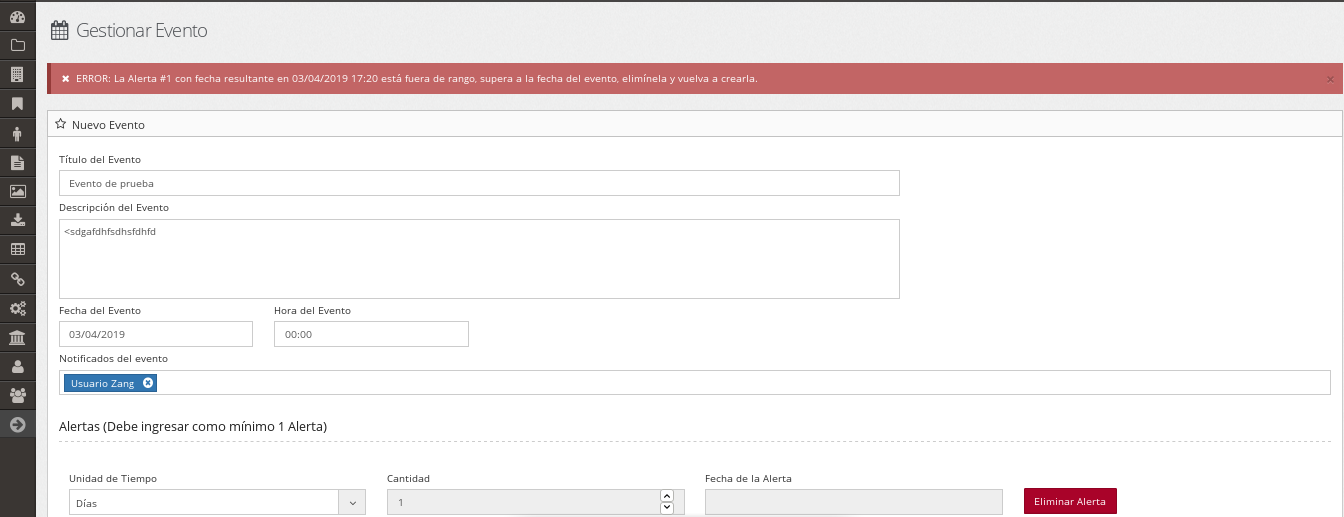 Gestionar Evento
ERROR: La Alerta #1 con fecha resultante en 03/04/2019 17:20 está fuera de rango, supera a la fecha del evento, elimínela y vuelva a crearla.
Nuevo Evento
Título del Evento
Evento de prueba
Descripción del Evento
<sdgafdhfsdhsfdhfd
Fecha del Evento Hora del Evento
03/04/2019 00:00
Notificados del evento
Usuario Zang
Alertas (Debe ingresar como mínimo 1 Alerta)
Unidad de Tiempo Cantidad Fecha de la Alerta
Días 1 Eliminar Alerta